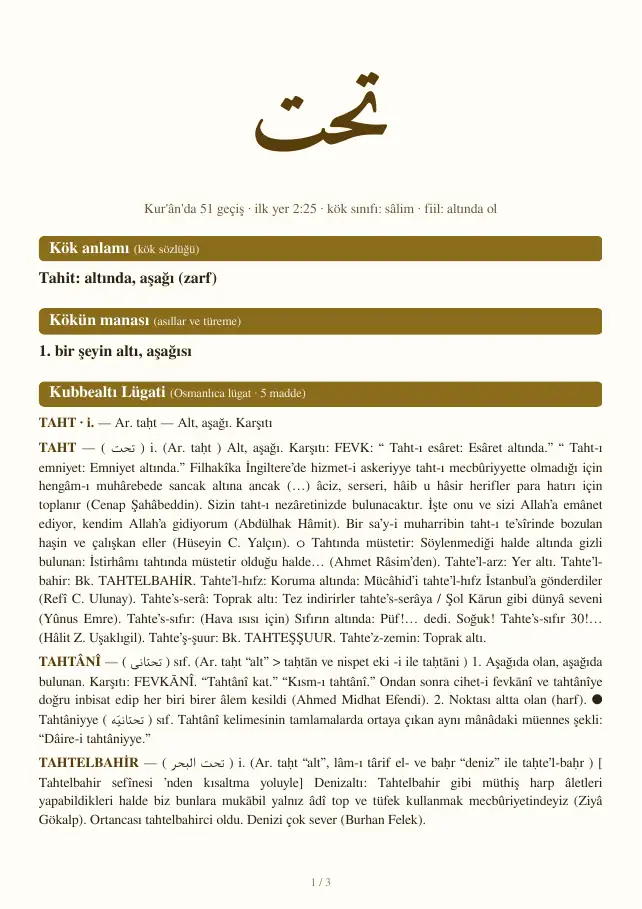 تحت
Kur'ân'da 51 geçiş · ilk yer 2:25 · kök sınıfı: sâlim · fiil: altında ol
Kök anlamı (kök sözlüğü)
Tahit: altında, aşağı (zarf)
Kökün manası (asıllar ve türeme)
1. bir şeyin altı, aşağısı
Kubbealtı Lügati (Osmanlıca lügat · 5 madde)
TAHT · i. — Ar. taḥt — Alt, aşağı. Karşıtı
TAHT — ( تحت ) i. (Ar. taḥt ) Alt, aşağı. Karşıtı: FEVK: “ Taht-ı esâret: Esâret altında.” “ Taht-ı
emniyet: Emniyet altında.” Filhakîka İngiltere’de hizmet-i askeriyye taht-ı mecbûriyyette olmadığı için
hengâm-ı muhârebede sancak altına ancak (…) âciz, serseri, hâib u hâsir herifler para hatırı için
toplanır (Cenap Şahâbeddin). Sizin taht-ı nezâretinizde bulunacaktır. İşte onu ve sizi Allah’a emânet
ediyor, kendim Allah’a gidiyorum (Abdülhak Hâmit). Bir sa’y-i muharribin taht-ı te’sîrinde bozulan
haşin ve çalışkan eller (Hüseyin C. Yalçın). ѻ Tahtında müstetir: Söylenmediği halde altında gizli
bulunan: İstirhâmı tahtında müstetir olduğu halde… (Ahmet Râsim’den). Tahte’l-arz: Yer altı. Tahte’l-
bahir: Bk. TAHTELBAHİR. Tahte’l-hıfz: Koruma altında: Mücâhid’i tahte’l-hıfz İstanbul’a gönderdiler
(Refî C. Ulunay). Tahte’s-serâ: Toprak altı: Tez indirirler tahte’s-serâya / Şol Kārun gibi dünyâ seveni
(Yûnus Emre). Tahte’s-sıfır: (Hava ısısı için) Sıfırın altında: Püf!… dedi. Soğuk! Tahte’s-sıfır 30!…
(Hâlit Z. Uşaklıgil). Tahte’ş-şuur: Bk. TAHTEŞŞUUR. Tahte’z-zemin: Toprak altı.
TAHTÂNÎ — ( تحتانى ) sıf. (Ar. taḥt “alt” > taḥtān ve nispet eki -і ile taḥtāni ) 1. Aşağıda olan, aşağıda
bulunan. Karşıtı: FEVKĀNÎ. “Tahtânî kat.” “Kısm-ı tahtânî.” Ondan sonra cihet-i fevkānî ve tahtânîye
doğru inbisat edip her biri birer âlem kesildi (Ahmed Midhat Efendi). 2. Noktası altta olan (harf). ●
Tahtâniyye ( تحتانيّه ) sıf. Tahtânî kelimesinin tamlamalarda ortaya çıkan aynı mânâdaki müennes şekli:
“Dâire-i tahtâniyye.”
TAHTELBAHİR — ( تحت البحر ) i. (Ar. taḥt “alt”, lâm-ı târif el- ve baḥr “deniz” ile taḥte’l-baḥr ) [
Tahtelbahir sefînesi ’nden kısaltma yoluyle] Denizaltı: Tahtelbahir gibi müthiş harp âletleri
yapabildikleri halde biz bunlara mukābil yalnız âdî top ve tüfek kullanmak mecbûriyetindeyiz (Ziyâ
Gökalp). Ortancası tahtelbahirci oldu. Denizi çok sever (Burhan Felek).
1 / 3